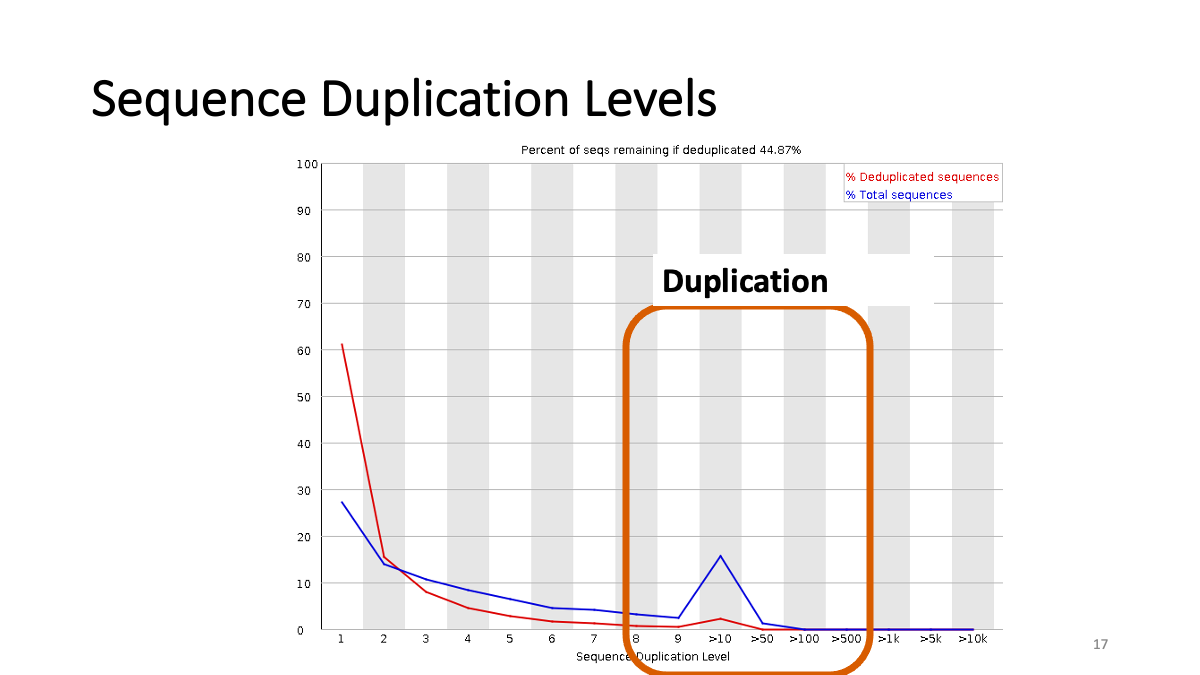 Sequence Duplication Levels
Percent of seqs remaining if deduplicated 44.87%
% Deduplicated sequences
% Total sequences
100
90
80
70
60
50
40
30
20
10
0
Duplication
1 2 3 4 5 6 7 8 9 >10 >50 >100 >500 >1k >5k >10k
Sequence Duplication Level
17